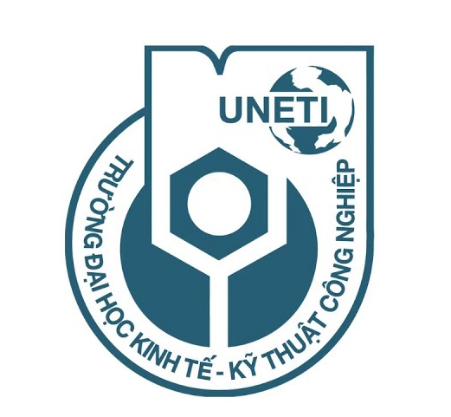 UNETI
TRƯỜNG ĐẠI HỌC KINH TẾ - KỸ THUẬT CÔNG NGHIỆP